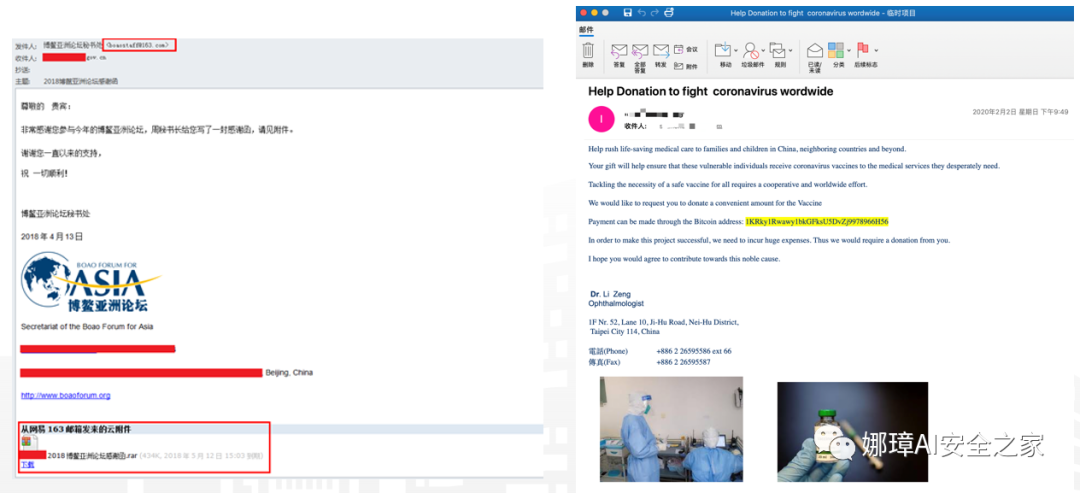 发件人: 博鳌亚洲论坛秘书处 <boaostaff@163.com>
收件人: gov.cn
抄送:
主题: 2018博鳌亚洲论坛感谢函
尊敬的 贵宾:
非常感谢您参与今年的博鳌亚洲论坛,周秘书长给您写了一封感谢函,请见附件。
谢谢您一直以来的支持,
祝 一切顺利!
博鳌亚洲论坛秘书处
2018 年 4 月 13 日
BOAO FORUM FOR
ASIA
博鳌亚洲论坛
Secretariat of the Boao Forum for Asia
Beijing, China
http://www.boaoforum.org
从网易 163 邮箱发来的云附件
2018 博鳌亚洲论坛感谢函.rar (434K, 2018 年 5 月 12 日 15:03 到期)
下载
Help Donation to fight coronavirus wordwide - 临时项目
邮件
删除
答复
全部答复
转发
会议
附件
移动
垃圾邮件
规则
已读/未读
分类
后续标志
Help Donation to fight coronavirus wordwide
I
收件人:
2020年2月2日 星期日 下午9:49
Help rush life-saving medical care to families and children in China, neighboring countries and beyond.
Your gift will help ensure that these vulnerable individuals receive coronavirus vaccines to the medical services they desperately need.
Tackling the necessity of a safe vaccine for all requires a cooperative and worldwide effort.
We would like to request you to donate a convenient amount for the Vaccine
Payment can be made through the Bitcoin address: 1KRky1Rwawy1bkGFksU5DvZj9978966H56
In order to make this project successful, we need to incur huge expenses. Thus we would require a donation from you.
I hope you would agree to contribute towards this noble cause.
Dr. Li Zeng
Ophthalmologist
1F Nr. 52, Lane 10, Ji-Hu Road, Nei-Hu District,
Taipei City 114, China
電話(Phone) +886 2 26595586 ext 66
傳真(Fax) +886 2 26595587
娜璋AI安全之家